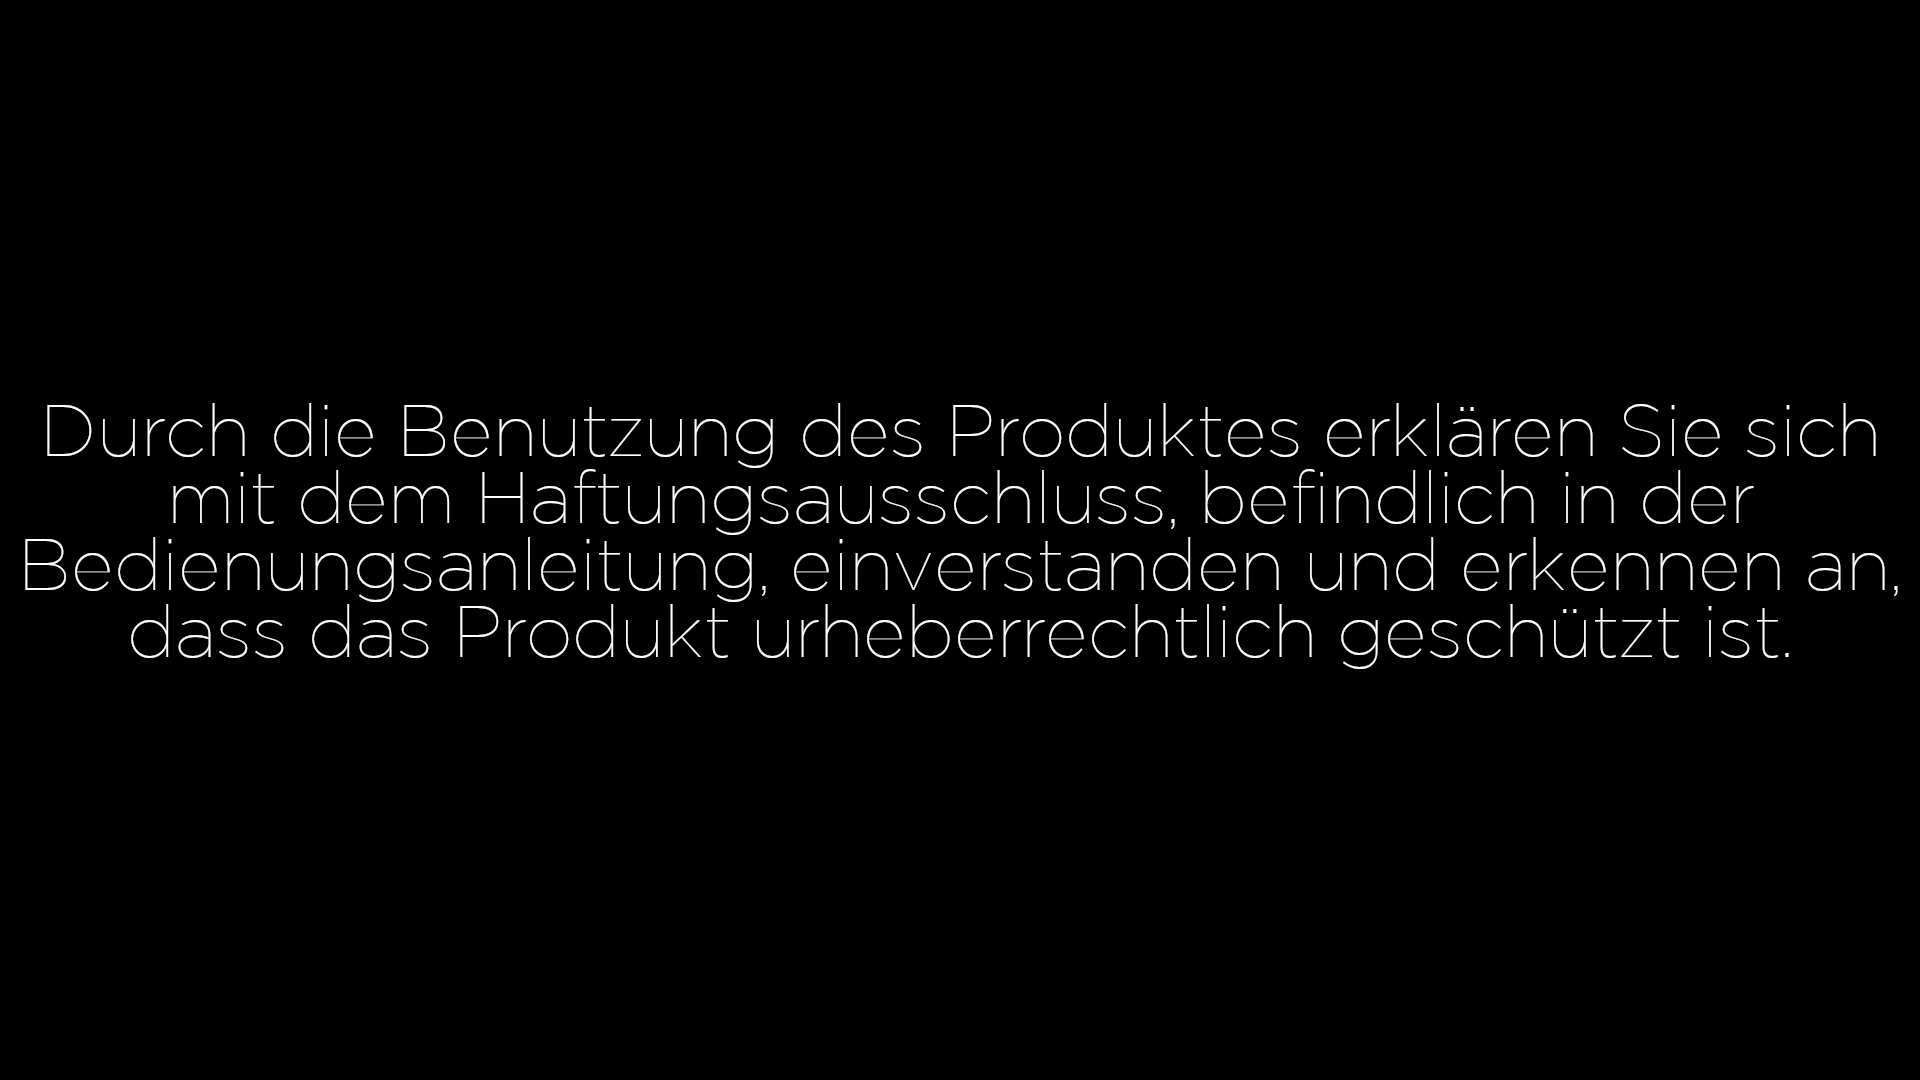 Durch die Benutzung des Produktes erklären Sie sich
mit dem Haftungsausschluss, befindlich in der
Bedienungsanleitung, einverstanden und erkennen an,
dass das Produkt urheberrechtlich geschützt ist.